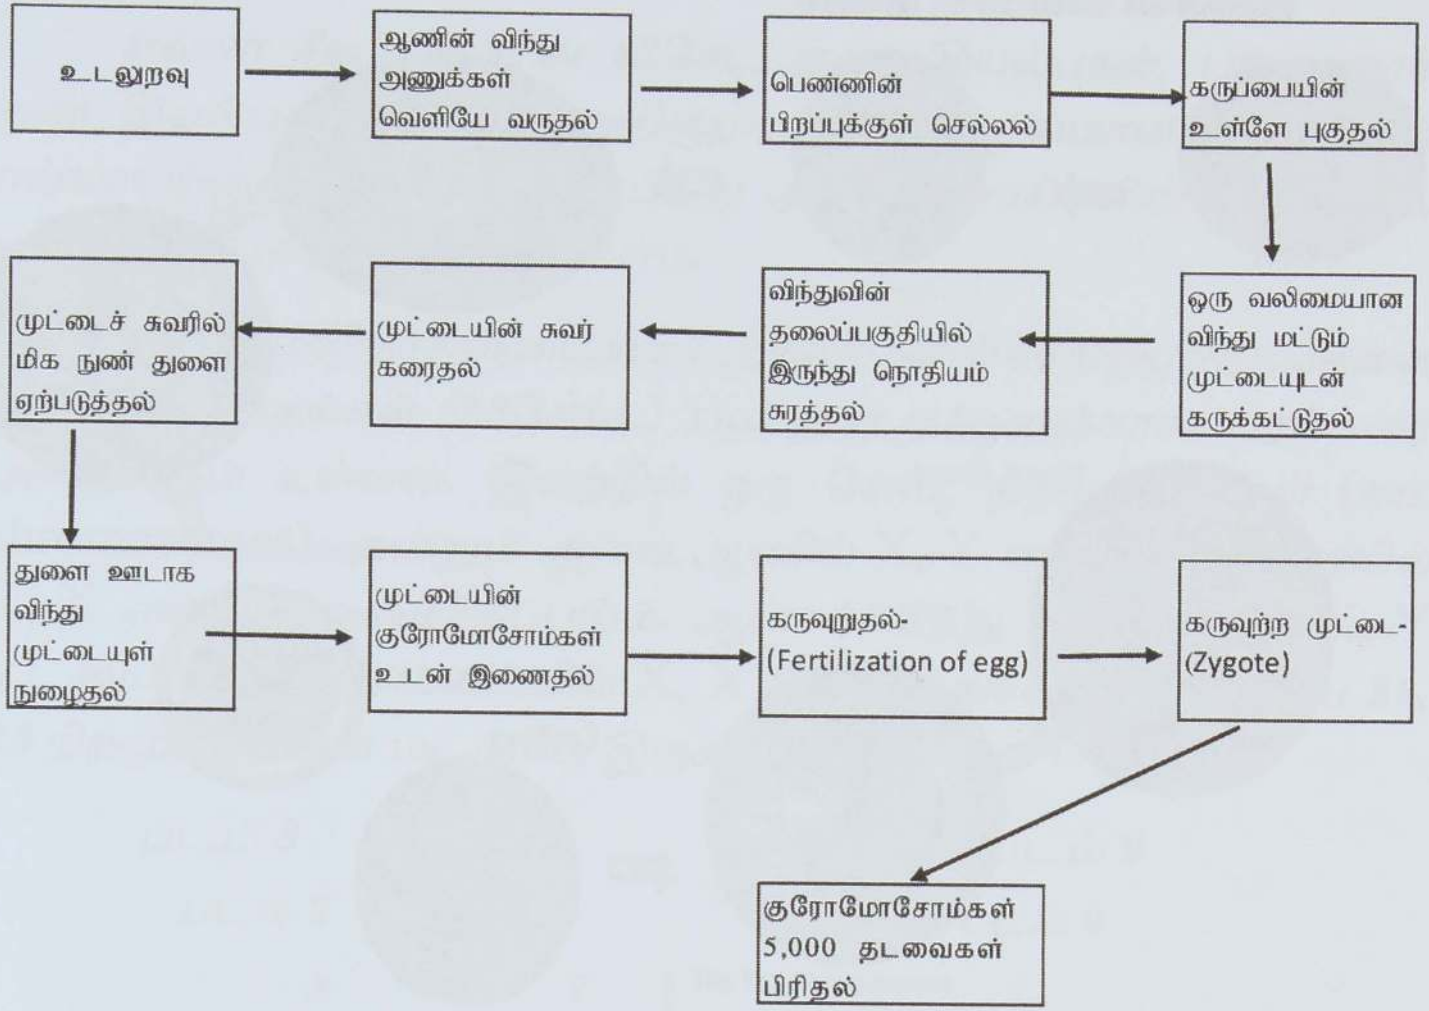 உடலுறவு
ஆணின் விந்து
அணுக்கள்
வெளியே வருதல்
பெண்ணின்
பிறப்புக்குள் செல்லல்
கருப்பையின்
உள்ளே புகுதல்
ஒரு வலிமையான
விந்து மட்டும்
முட்டையுடன்
கருக்கட்டுதல்
விந்துவின்
தலைப்பகுதியில்
இருந்து நொதியம்
சுரத்தல்
முட்டையின் சுவர்
கரைதல்
முட்டைச் சுவரில்
மிக நுண் துளை
ஏற்படுத்தல்
துளை ஊடாக
விந்து
முட்டையுள்
நுழைதல்
முட்டையின்
குரோமோசோம்கள்
உடன் இணைதல்
கருவுறுதல்-
(Fertilization of egg)
கருவுற்ற முட்டை-
(Zygote)
குரோமோசோம்கள்
5,000 தடவைகள்
பிரிதல்